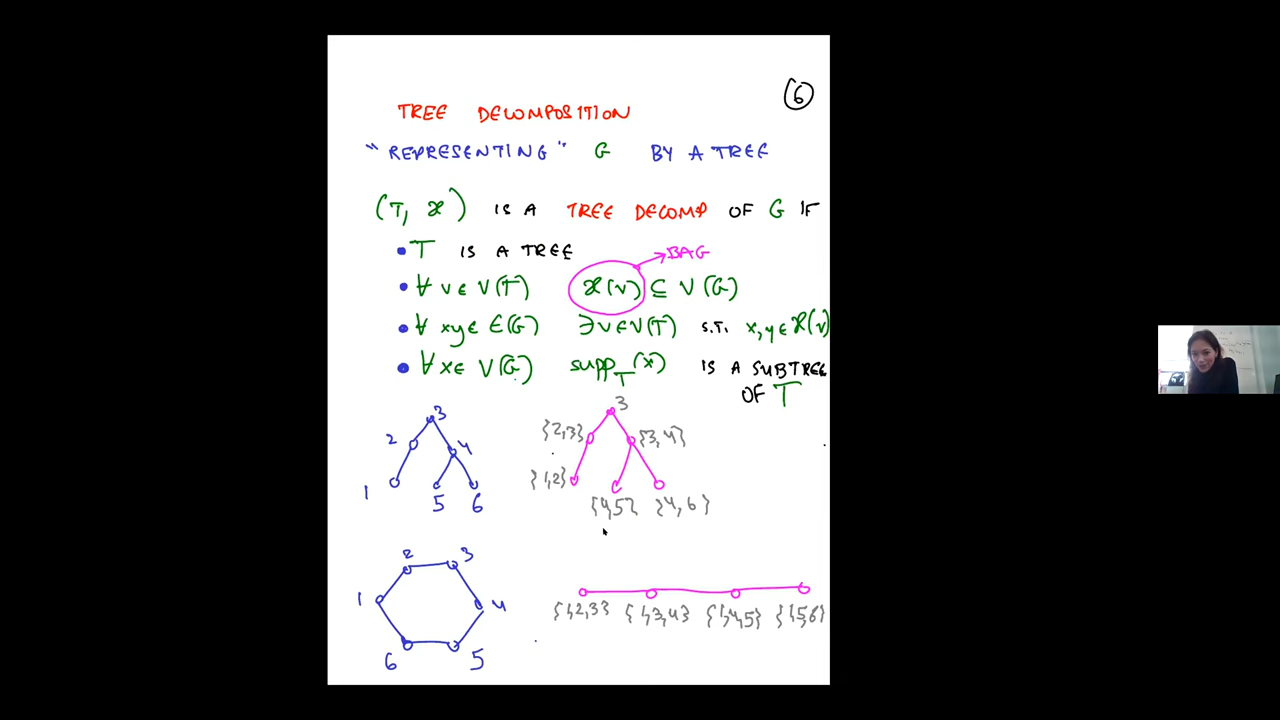 6
TREE DECOMPOSITION
"REPRESENTING" G BY A TREE
(T, X) IS A TREE DECOMP OF G IF
• T IS A TREE
BAG
• ∀ v ∈ V(T) X(v) ⊆ V(G)
• ∀ xy ∈ E(G) ∃ v ∈ V(T) S.T. x, y ∈ X(v)
• ∀ x ∈ V(G) supp_T(x) IS A SUBTREE
OF T
3 3
2 4 {2,3} {3,4}
1 5 6 {1,2} {4,5} {4,6}
2 3
1 4 {1,2,3} {1,3,4} {1,4,5} {1,5,6}
6 5